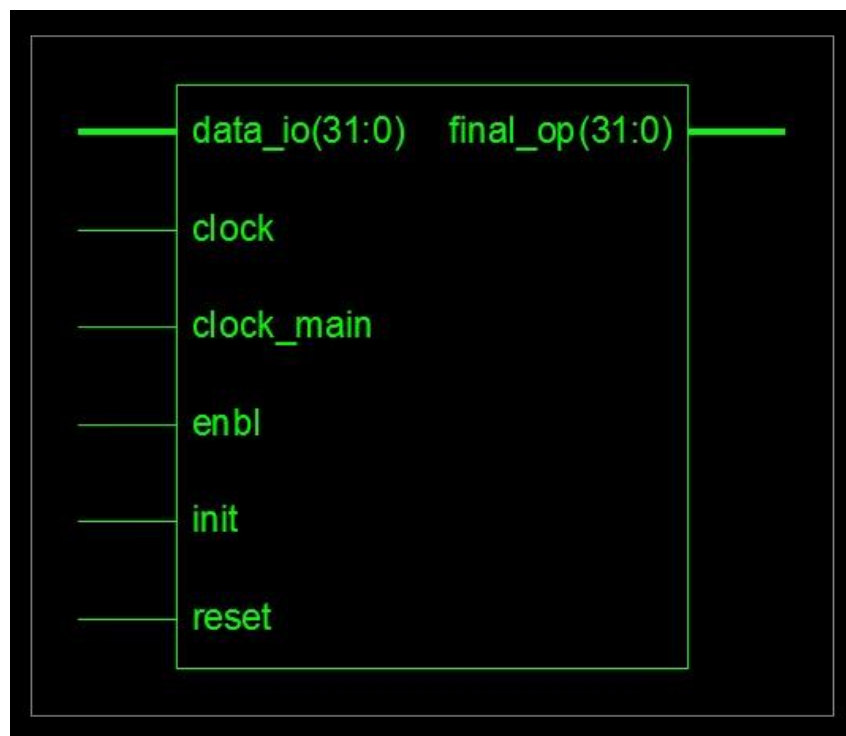 data_io(31:0) final_op(31:0)
clock
clock_main
enbl
init
reset